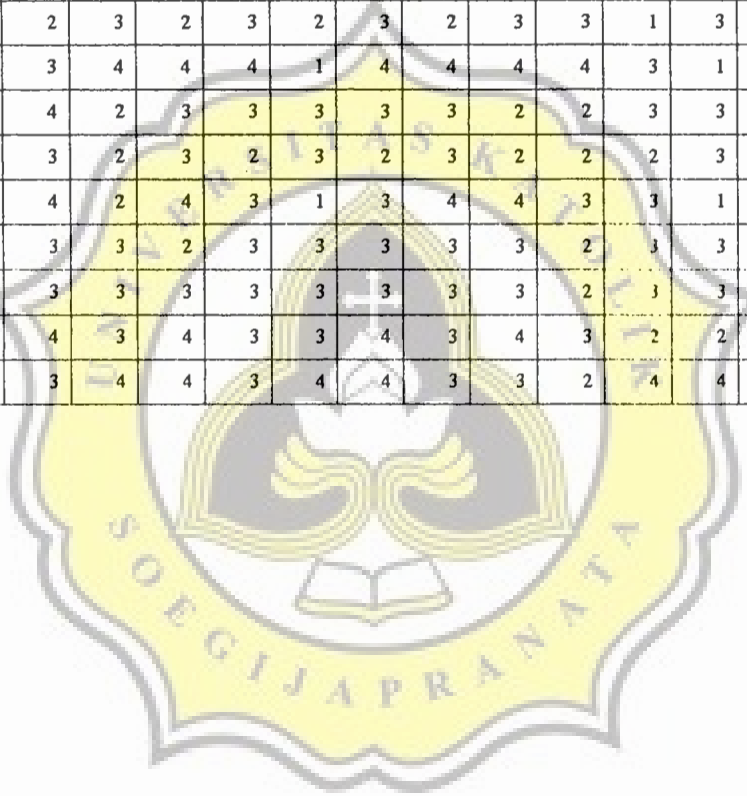 2 3 2 3 2 3 2 3 3 1 3
3 4 4 4 1 4 4 4 4 3 1
4 2 3 3 3 3 3 2 2 3 3
3 2 3 2 3 2 3 2 2 2 3
4 2 4 3 1 3 4 4 3 3 1
3 3 2 3 3 3 3 3 2 3 3
3 3 3 3 3 3 3 3 2 3 3
4 3 4 3 3 4 3 4 3 2 2
3 4 4 3 4 4 3 3 2 4 4
UNIVERSITAS KATOLIK
SOEGIJAPRANATA